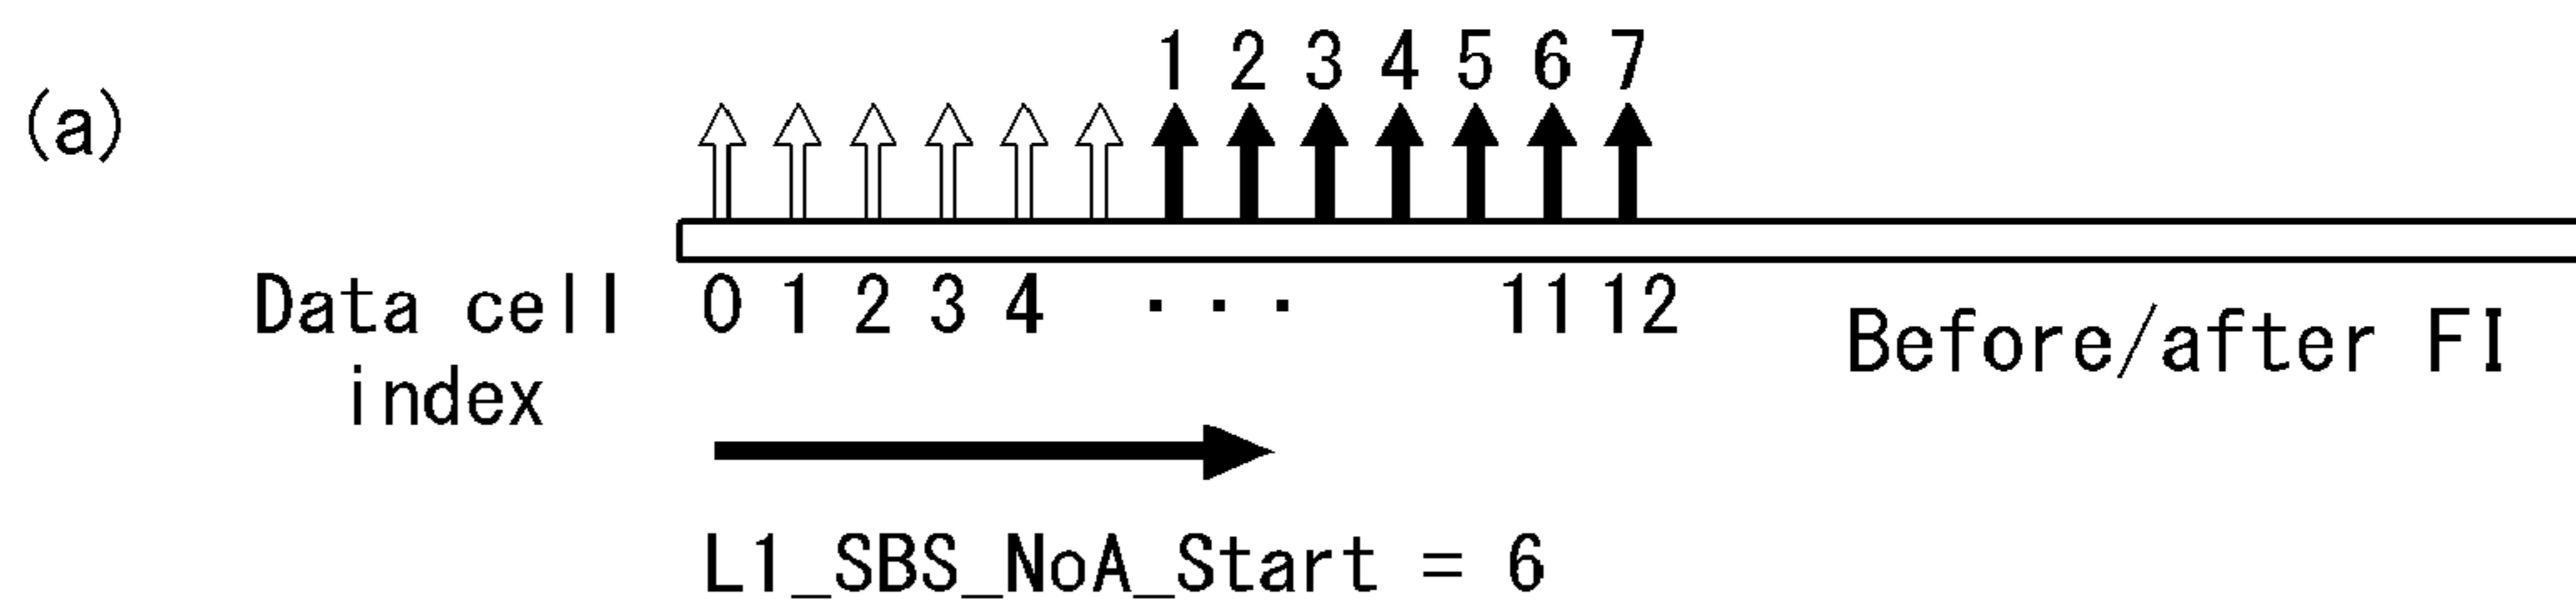 1 2 3 4 5 6 7
(a)
Data cell index
0 1 2 3 4 ・・・ 11 12
Before/after FI
L1_SBS_NoA_Start = 6